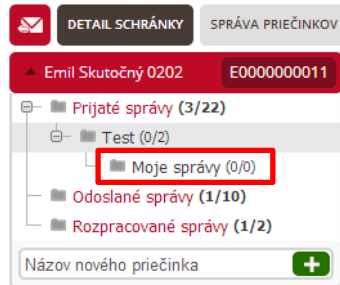 DETAIL SCHRÁNKY SPRÁVA PRIEČINKOV
Emil Skutočný 0202 E0000000011
Prijaté správy (3/22)
Test (0/2)
Moje správy (0/0)
Odoslané správy (1/10)
Rozpracované správy (1/2)
Názov nového priečinka